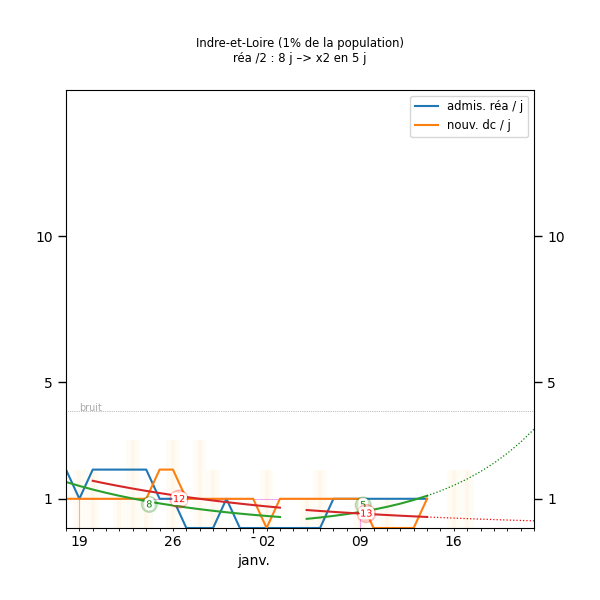 Indre-et-Loire (1% de la population)
réa /2 : 8 j –> x2 en 5 j
admis. réa / j
nouv. dc / j
10
10
5
5
bruit
1
1
8
12
5
13
19
26
- 02
09
16
janv.